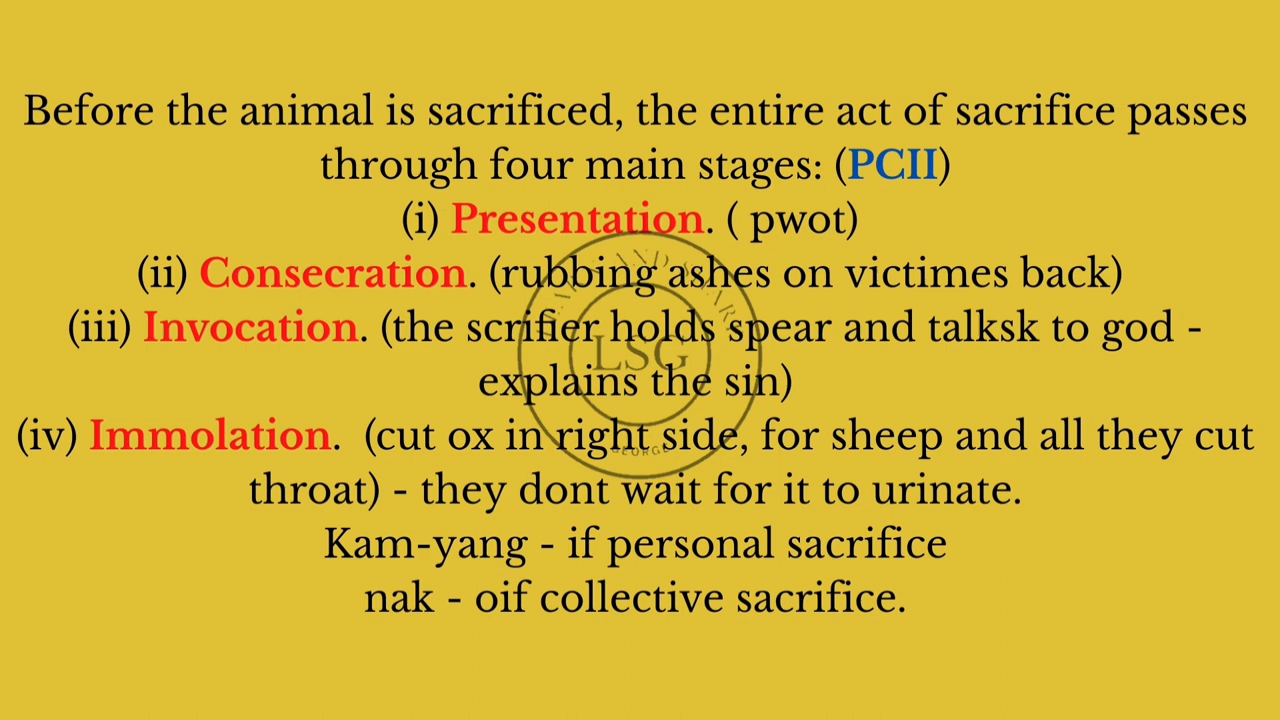 Before the animal is sacrificed, the entire act of sacrifice passes
through four main stages: (PCII)
(i) Presentation. ( pwot)
(ii) Consecration. (rubbing ashes on victimes back)
(iii) Invocation. (the scrifier holds spear and talksk to god -
explains the sin)
(iv) Immolation.  (cut ox in right side, for sheep and all they cut
throat) - they dont wait for it to urinate.
Kam-yang - if personal sacrifice
nak - oif collective sacrifice.
LSG